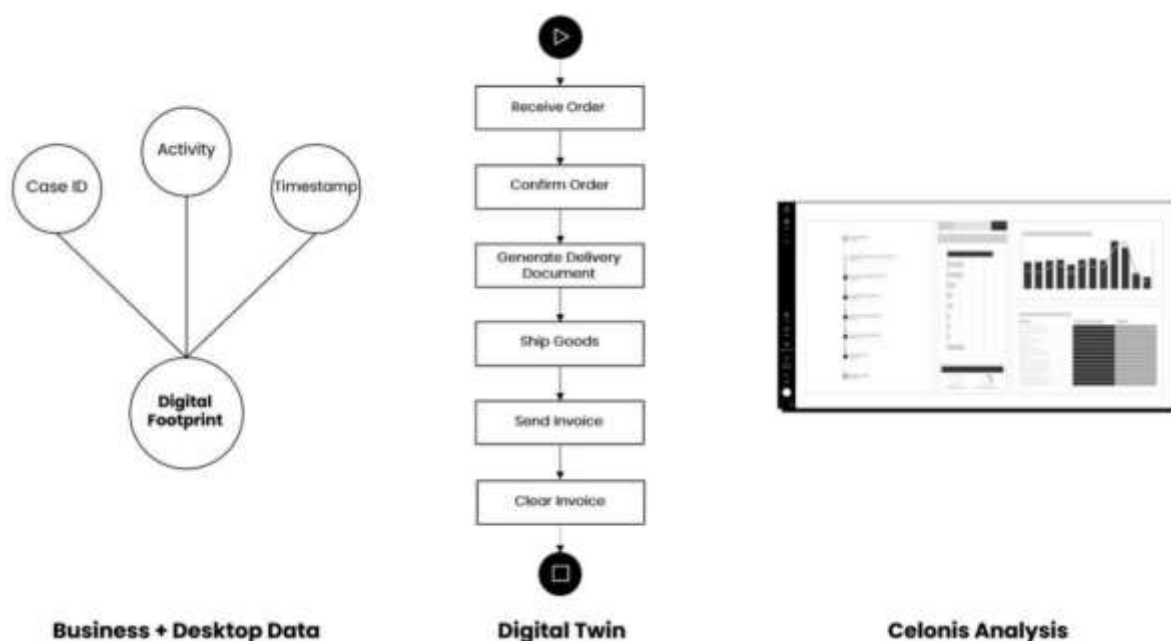 Case ID
Activity
Timestamp
Digital
Footprint
Business + Desktop Data
Receive Order
Confirm Order
Generate Delivery
Document
Ship Goods
Send Invoice
Clear Invoice
Digital Twin
Celonis Analysis